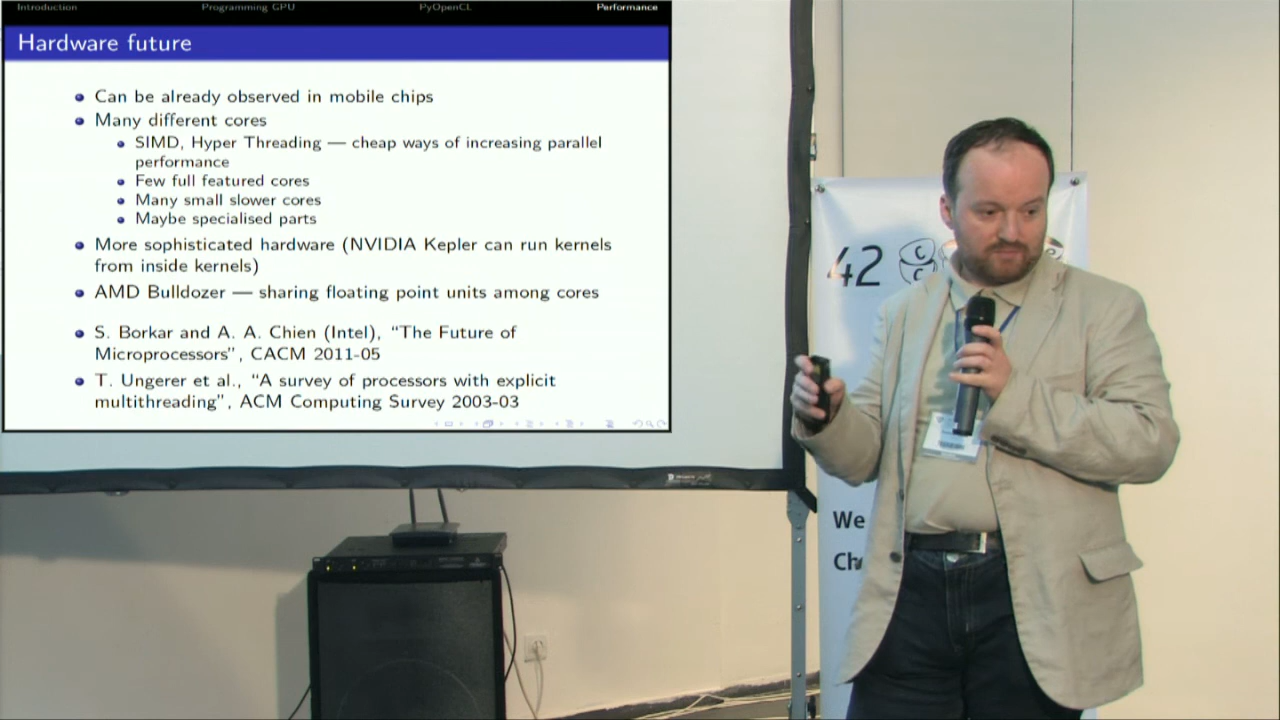 Introduction Programming GPU PyOpenCL Performance
Hardware future
Can be already observed in mobile chips
Many different cores
SIMD, Hyper Threading — cheap ways of increasing parallel
performance
Few full featured cores
Many small slower cores
Maybe specialised parts
More sophisticated hardware (NVIDIA Kepler can run kernels
from inside kernels)
AMD Bulldozer — sharing floating point units among cores
S. Borkar and A. A. Chien (Intel), “The Future of
Microprocessors”, CACM 2011-05
T. Ungerer et al., “A survey of processors with explicit
multithreading”, ACM Computing Survey 2003-03
42
C
C
We